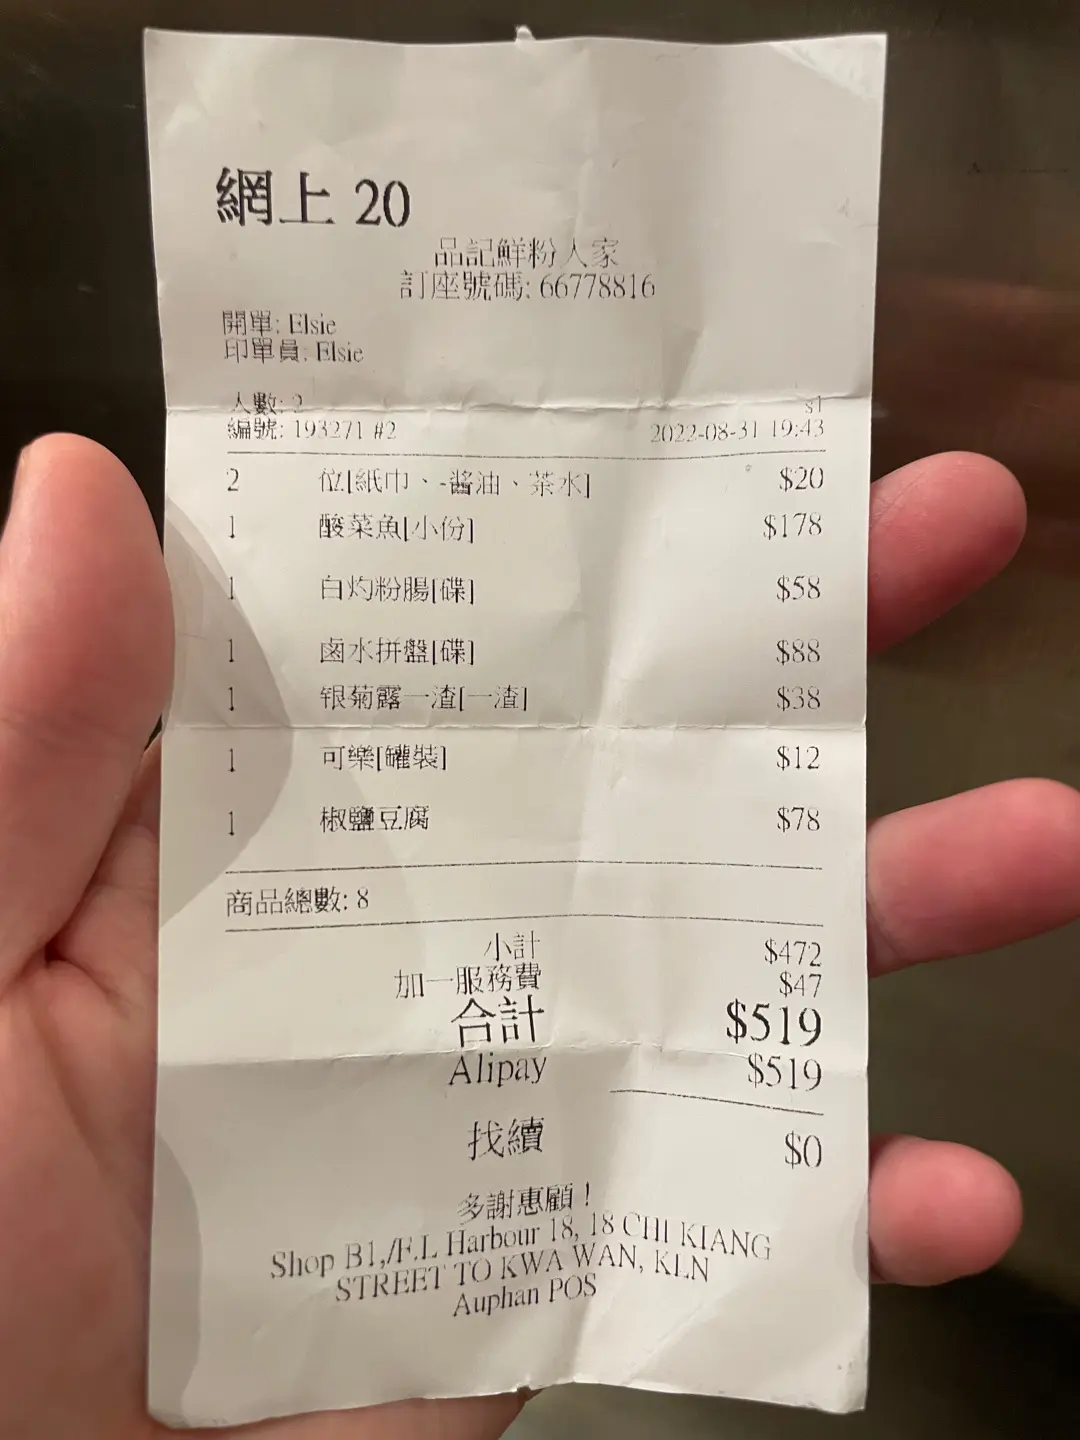 網上 20
品記鮮粉人家
訂座號碼: 66778816
開單: Elsie
印單員: Elsie
人數: 2 s1
編號: 193271 #2 2022-08-31 19:43
2 位[紙巾、-醬油、茶水] $20
1 酸菜魚[小份] $178
1 白灼粉腸[碟] $58
1 鹵水拼盤[碟] $88
1 银菊露一渣[一渣] $38
1 可樂[罐裝] $12
1 椒鹽豆腐 $78
商品總數: 8
小計 $472
加一服務費 $47
合計 $519
Alipay $519
找續 $0
多謝惠顧！
Shop B1,/F.L Harbour 18, 18 CHI KIANG
STREET TO KWA WAN, KLN
Auphan POS